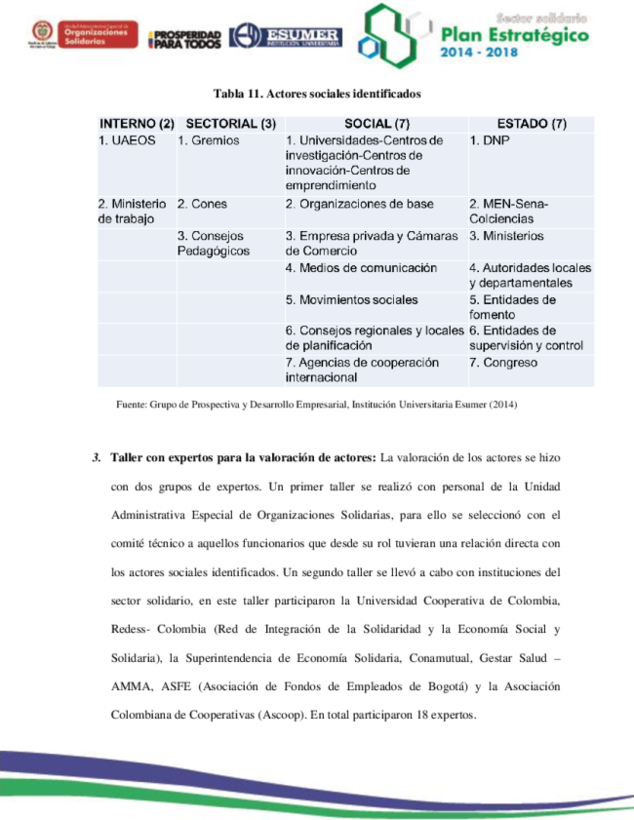 Unidad Administrativa Especial de
Organizaciones
Solidarias
PROSPERIDAD
PARA TODOS
ESUMER
INSTITUCIÓN UNIVERSITARIA
Sector solidario
Plan Estratégico
2014 - 2018
Tabla 11. Actores sociales identificados
INTERNO (2) SECTORIAL (3) SOCIAL (7) ESTADO (7)
1. UAEOS 1. Gremios 1. Universidades-Centros de 1. DNP
investigación-Centros de
innovación-Centros de
emprendimiento
2. Ministerio 2. Cones 2. Organizaciones de base 2. MEN-Sena-
de trabajo Colciencias
3. Consejos 3. Empresa privada y Cámaras 3. Ministerios
Pedagógicos de Comercio
4. Medios de comunicación 4. Autoridades locales
y departamentales
5. Movimientos sociales 5. Entidades de
fomento
6. Consejos regionales y locales 6. Entidades de
de planificación supervisión y control
7. Agencias de cooperación 7. Congreso
internacional
Fuente: Grupo de Prospectiva y Desarrollo Empresarial, Institución Universitaria Esumer (2014)
3. Taller con expertos para la valoración de actores: La valoración de los actores se hizo
con dos grupos de expertos. Un primer taller se realizó con personal de la Unidad
Administrativa Especial de Organizaciones Solidarias, para ello se seleccionó con el
comité técnico a aquellos funcionarios que desde su rol tuvieran una relación directa con
los actores sociales identificados. Un segundo taller se llevó a cabo con instituciones del
sector solidario, en este taller participaron la Universidad Cooperativa de Colombia,
Redess- Colombia (Red de Integración de la Solidaridad y la Economía Social y
Solidaria), la Superintendencia de Economía Solidaria, Conamutual, Gestar Salud –
AMMA, ASFE (Asociación de Fondos de Empleados de Bogotá) y la Asociación
Colombiana de Cooperativas (Ascoop). En total participaron 18 expertos.